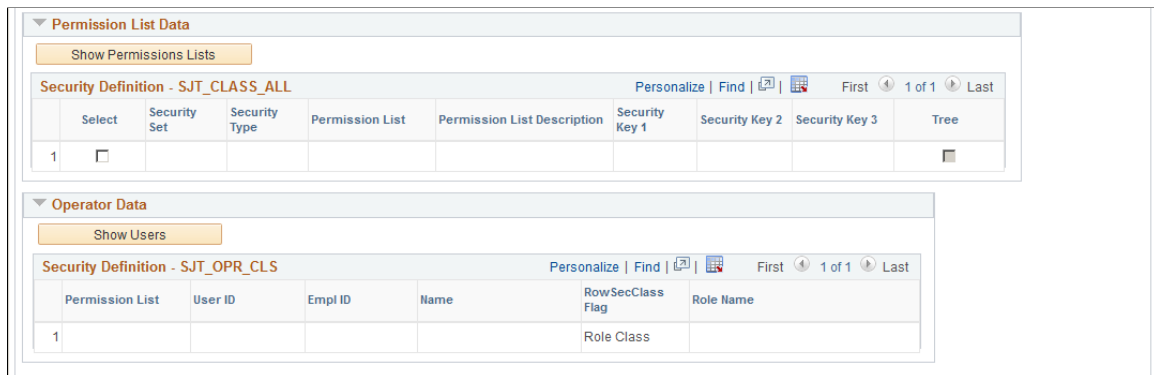 Permission List Data
Show Permissions Lists
Security Definition - SJT_CLASS_ALL Personalize | Find | | First 1 of 1 Last
Select Security Set Security Type Permission List Permission List Description Security Key 1 Security Key 2 Security Key 3 Tree
1
Operator Data
Show Users
Security Definition - SJT_OPR_CLS Personalize | Find | | First 1 of 1 Last
Permission List User ID Empl ID Name RowSecClass Flag Role Name
1 Role Class